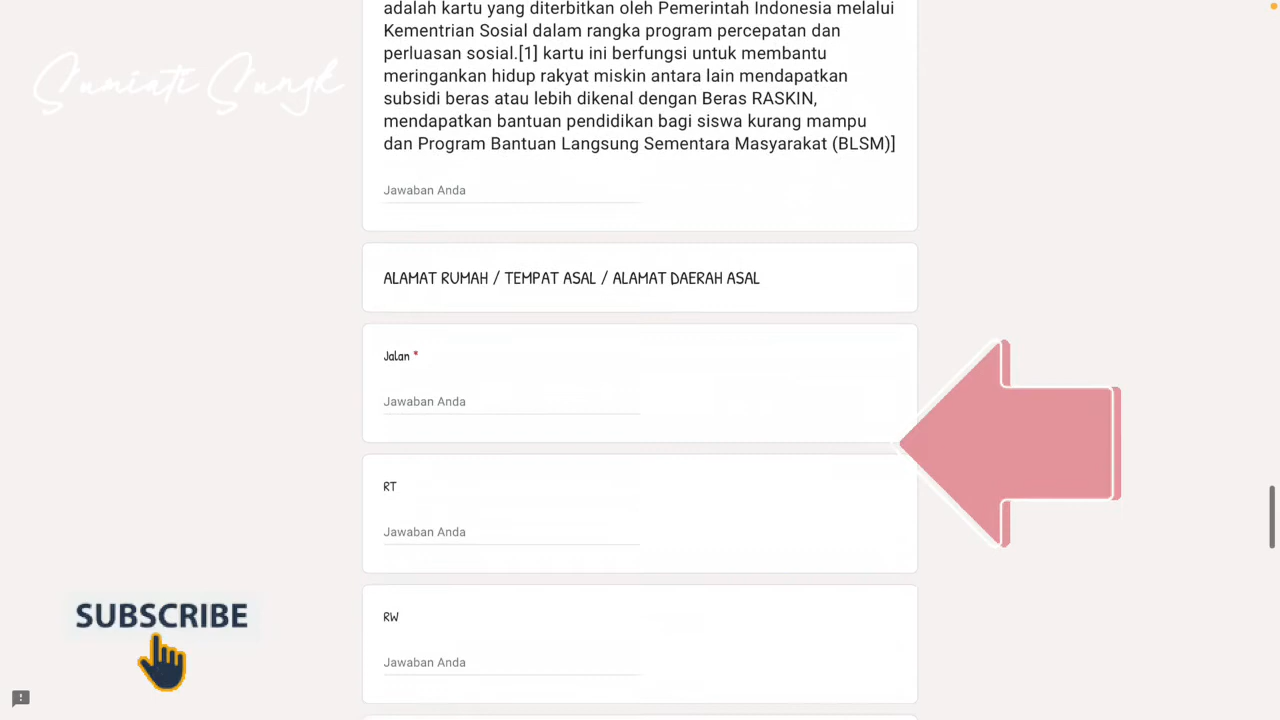 adalah kartu yang diterbitkan oleh Pemerintah Indonesia melalui
Kementrian Sosial dalam rangka program percepatan dan
perluasan sosial.[1] kartu ini berfungsi untuk membantu
meringankan hidup rakyat miskin antara lain mendapatkan
subsidi beras atau lebih dikenal dengan Beras RASKIN,
mendapatkan bantuan pendidikan bagi siswa kurang mampu
dan Program Bantuan Langsung Sementara Masyarakat (BLSM)]
Sumiati Sungk
Jawaban Anda
ALAMAT RUMAH / TEMPAT ASAL / ALAMAT DAERAH ASAL
Jalan *
Jawaban Anda
RT
Jawaban Anda
RW
Jawaban Anda
SUBSCRIBE